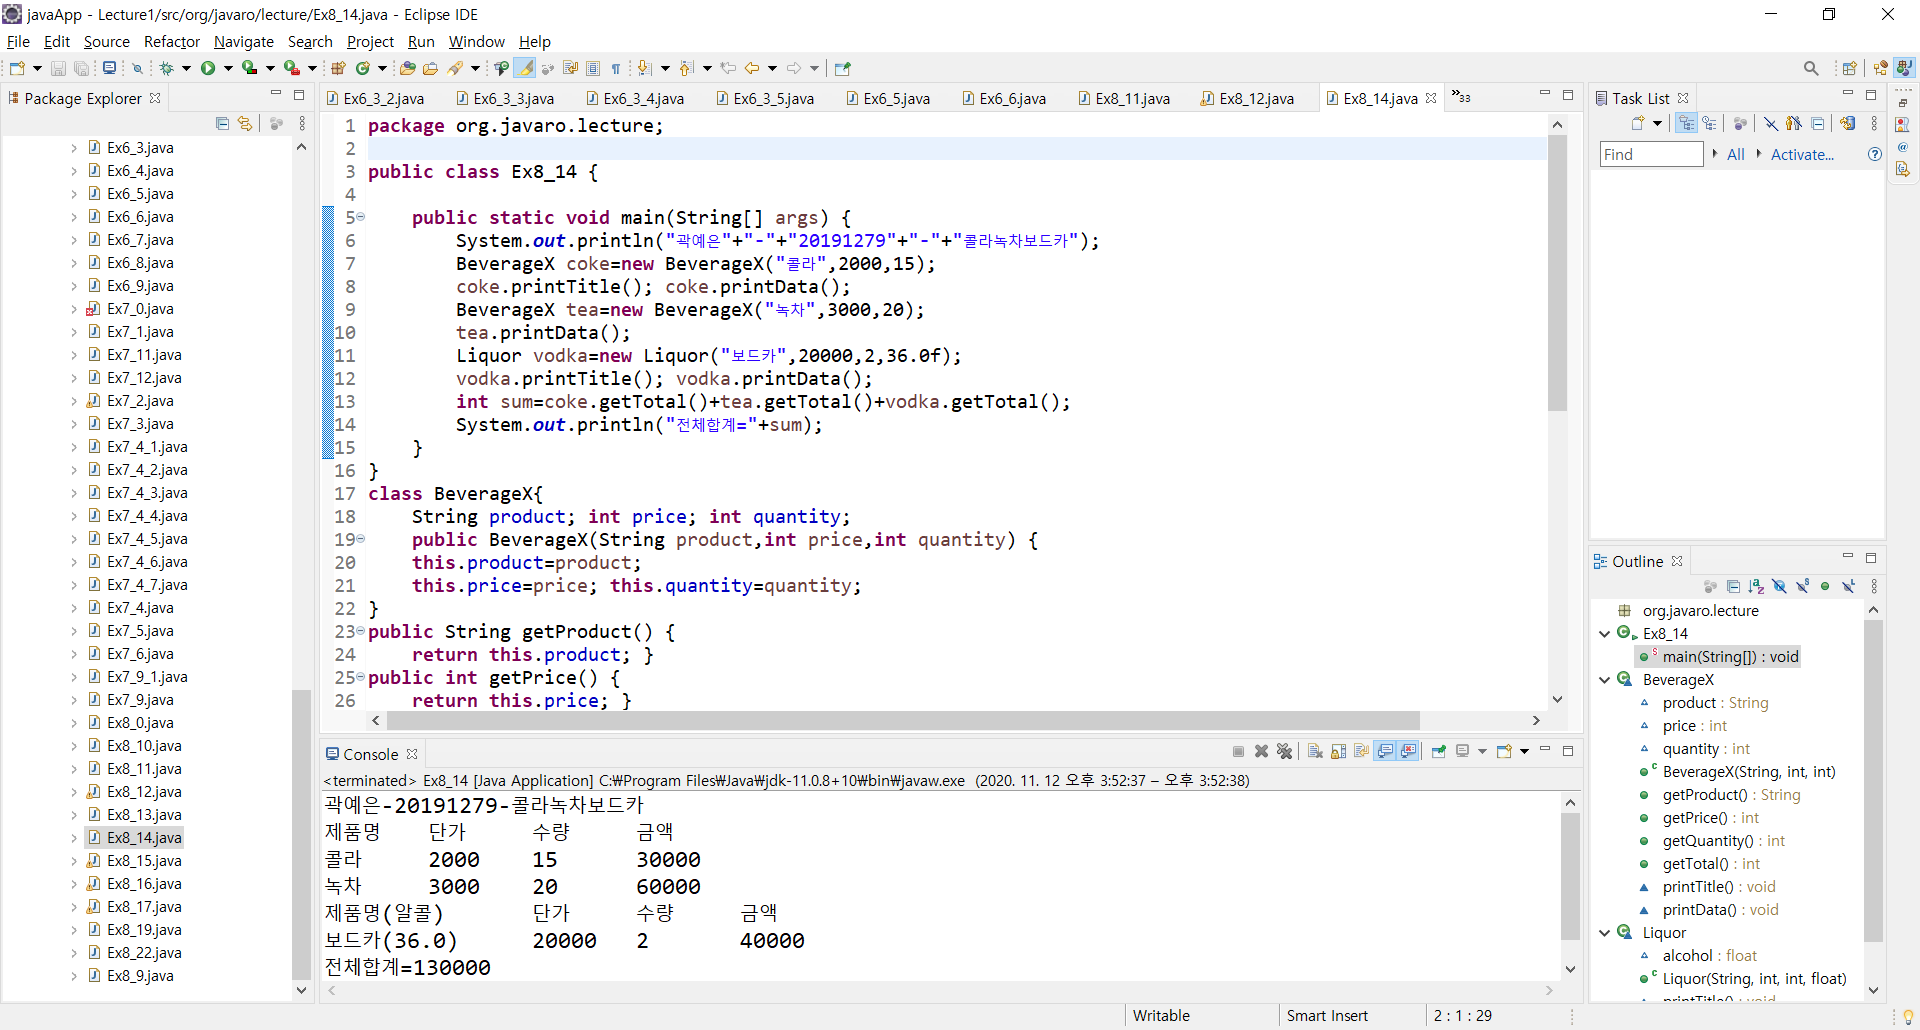 javaApp - Lecture1/src/org/javaro/lecture/Ex8_14.java - Eclipse IDE
File Edit Source Refactor Navigate Search Project Run Window Help
Package Explorer
Ex6_3.java
Ex6_4.java
Ex6_5.java
Ex6_6.java
Ex6_7.java
Ex6_8.java
Ex6_9.java
Ex7_0.java
Ex7_1.java
Ex7_11.java
Ex7_12.java
Ex7_2.java
Ex7_3.java
Ex7_4_1.java
Ex7_4_2.java
Ex7_4_3.java
Ex7_4_4.java
Ex7_4_5.java
Ex7_4_6.java
Ex7_4_7.java
Ex7_4.java
Ex7_5.java
Ex7_6.java
Ex7_9_1.java
Ex7_9.java
Ex8_0.java
Ex8_10.java
Ex8_11.java
Ex8_12.java
Ex8_13.java
Ex8_14.java
Ex8_15.java
Ex8_16.java
Ex8_17.java
Ex8_19.java
Ex8_22.java
Ex8_9.java
Ex6_3_2.java Ex6_3_3.java Ex6_3_4.java Ex6_3_5.java Ex6_5.java Ex6_6.java Ex8_11.java Ex8_12.java Ex8_14.java »33
1 package org.javaro.lecture;
2
3 public class Ex8_14 {
4
5 public static void main(String[] args) {
6 System.out.println("곽예은"+"-"+"20191279"+"-"+"콜라녹차보드카");
7 BeverageX coke=new BeverageX("콜라",2000,15);
8 coke.printTitle(); coke.printData();
9 BeverageX tea=new BeverageX("녹차",3000,20);
10 tea.printData();
11 Liquor vodka=new Liquor("보드카",20000,2,36.0f);
12 vodka.printTitle(); vodka.printData();
13 int sum=coke.getTotal()+tea.getTotal()+vodka.getTotal();
14 System.out.println("전체합계="+sum);
15 }
16 }
17 class BeverageX{
18 String product; int price; int quantity;
19 public BeverageX(String product,int price,int quantity) {
20 this.product=product;
21 this.price=price; this.quantity=quantity;
22 }
23 public String getProduct() {
24 return this.product; }
25 public int getPrice() {
26 return this.price; }
Console
<terminated> Ex8_14 [Java Application] C:₩Program Files₩Java₩jdk-11.0.8+10₩bin₩javaw.exe (2020. 11. 12 오후 3:52:37 – 오후 3:52:38)
곽예은-20191279-콜라녹차보드카
제품명 단가 수량 금액
콜라 2000 15 30000
녹차 3000 20 60000
제품명(알콜) 단가 수량 금액
보드카(36.0) 20000 2 40000
전체합계=130000
Task List
Find All Activate...
Outline
org.javaro.lecture
Ex8_14
main(String[]) : void
BeverageX
product : String
price : int
quantity : int
BeverageX(String, int, int)
getProduct() : String
getPrice() : int
getQuantity() : int
getTotal() : int
printTitle() : void
printData() : void
Liquor
alcohol : float
Liquor(String, int, int, float)
printTitle() : void
Writable Smart Insert 2 : 1 : 29